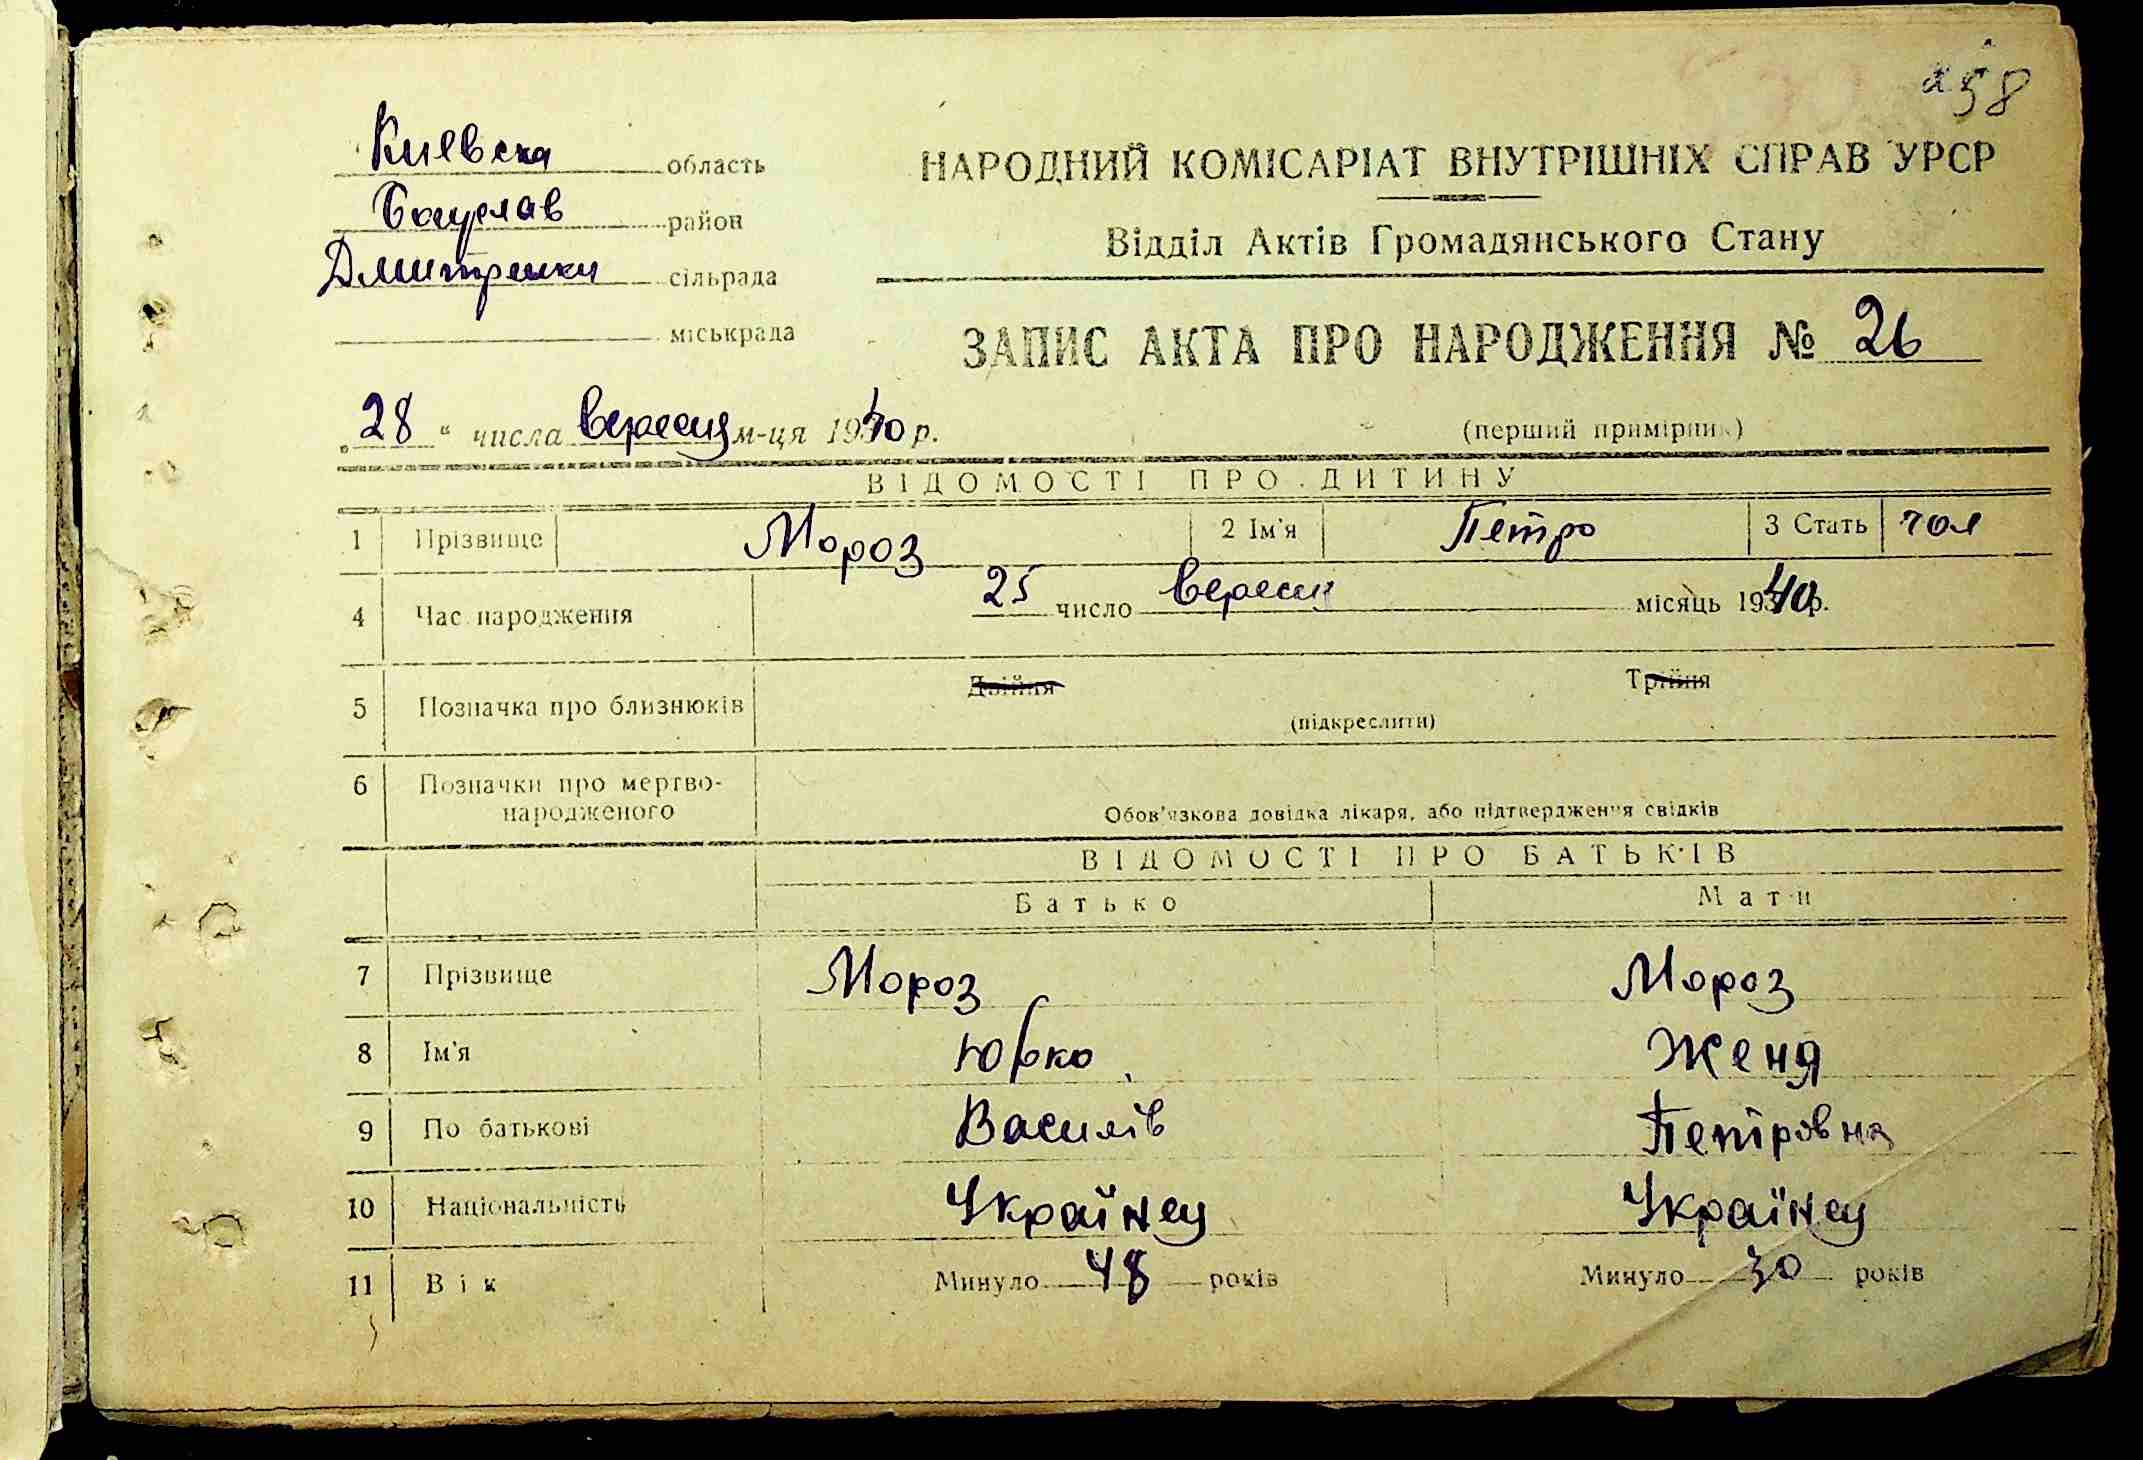 58
Киевска область
Богуслав район
Дмитренки сільрада
міськрада
НАРОДНИЙ КОМІСАРІАТ ВНУТРІШНІХ СПРАВ УРСР
Відділ Актів Громадянського Стану
ЗАПИС АКТА ПРО НАРОДЖЕННЯ № 26
„28“ числа вересня м-ця 1940 р.
(перший примірник)
ВІДОМОСТІ ПРО ДИТИНУ
1 Прізвище Мороз 2 Ім'я Петро 3 Стать чол
4 Час народження 25 число вересня місяць 1940 р.
5 Позначка про близнюків Двійня Трійня
(підкреслити)
6 Позначки про мертво-
народженого
Обов'язкова довідка лікаря, або підтвердження свідків
ВІДОМОСТІ ПРО БАТЬКІВ
Батько Мати
7 Прізвище Мороз Мороз
8 Ім'я Юрко Женя
9 По батькові Василів Петровна
10 Національність Українец Українец
11 Вік Минуло 48 років Минуло 30 років